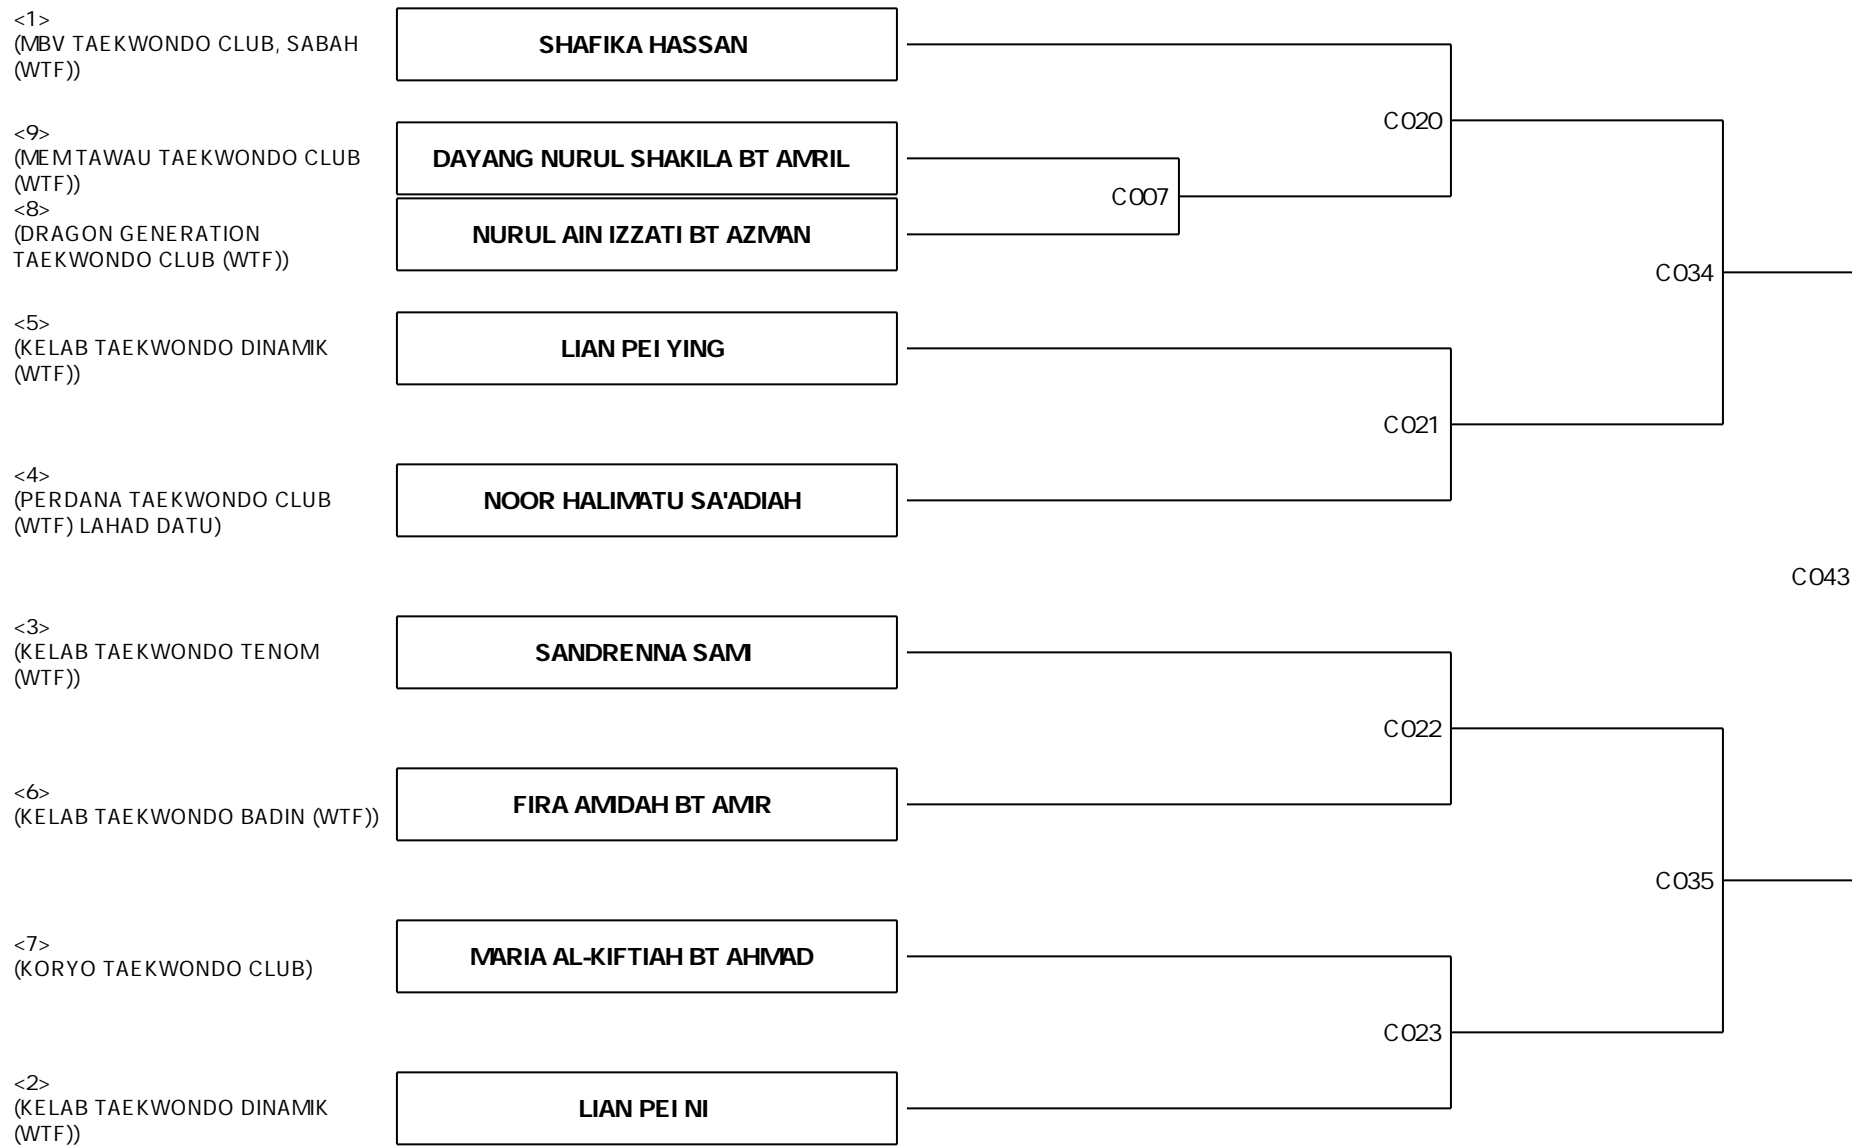 <1>
(MBV TAEKWONDO CLUB, SABAH
(WTF))
SHAFIKA HASSAN
C020
<9>
(MEM TAWAU TAEKWONDO CLUB
(WTF))
DAYANG NURUL SHAKILA BT AMRIL
C007
<8>
(DRAGON GENERATION
TAEKWONDO CLUB (WTF))
NURUL AIN IZZATI BT AZMAN
C034
<5>
(KELAB TAEKWONDO DINAMIK
(WTF))
LIAN PEI YING
C021
<4>
(PERDANA TAEKWONDO CLUB
(WTF) LAHAD DATU)
NOOR HALIMATU SA'ADIAH
C043
<3>
(KELAB TAEKWONDO TENOM
(WTF))
SANDRENNA SAMI
C022
<6>
(KELAB TAEKWONDO BADIN (WTF))
FIRA AMIDAH BT AMIR
C035
<7>
(KORYO TAEKWONDO CLUB)
MARIA AL-KIFTIAH BT AHMAD
C023
<2>
(KELAB TAEKWONDO DINAMIK
(WTF))
LIAN PEI NI